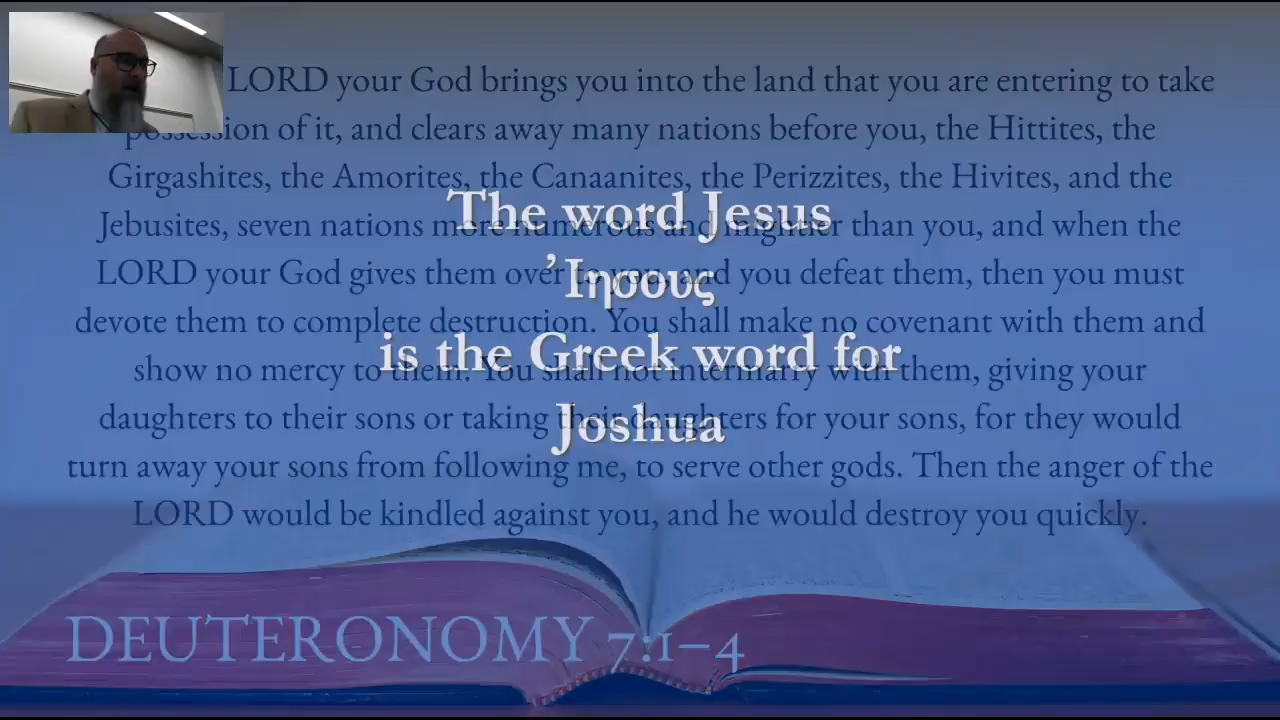 LORD your God brings you into the land that you are entering to take
possession of it, and clears away many nations before you, the Hittites, the
Girgashites, the Amorites, the Canaanites, the Perizzites, the Hivites, and the
Jebusites, seven nations more numerous and mightier than you, and when the
LORD your God gives them over to you, and you defeat them, then you must
devote them to complete destruction. You shall make no covenant with them and
show no mercy to them. You shall not intermarry with them, giving your
daughters to their sons or taking their daughters for your sons, for they would
turn away your sons from following me, to serve other gods. Then the anger of the
LORD would be kindled against you, and he would destroy you quickly.
The word Jesus
᾿Ιησους
is the Greek word for
Joshua
DEUTERONOMY 7:1–4